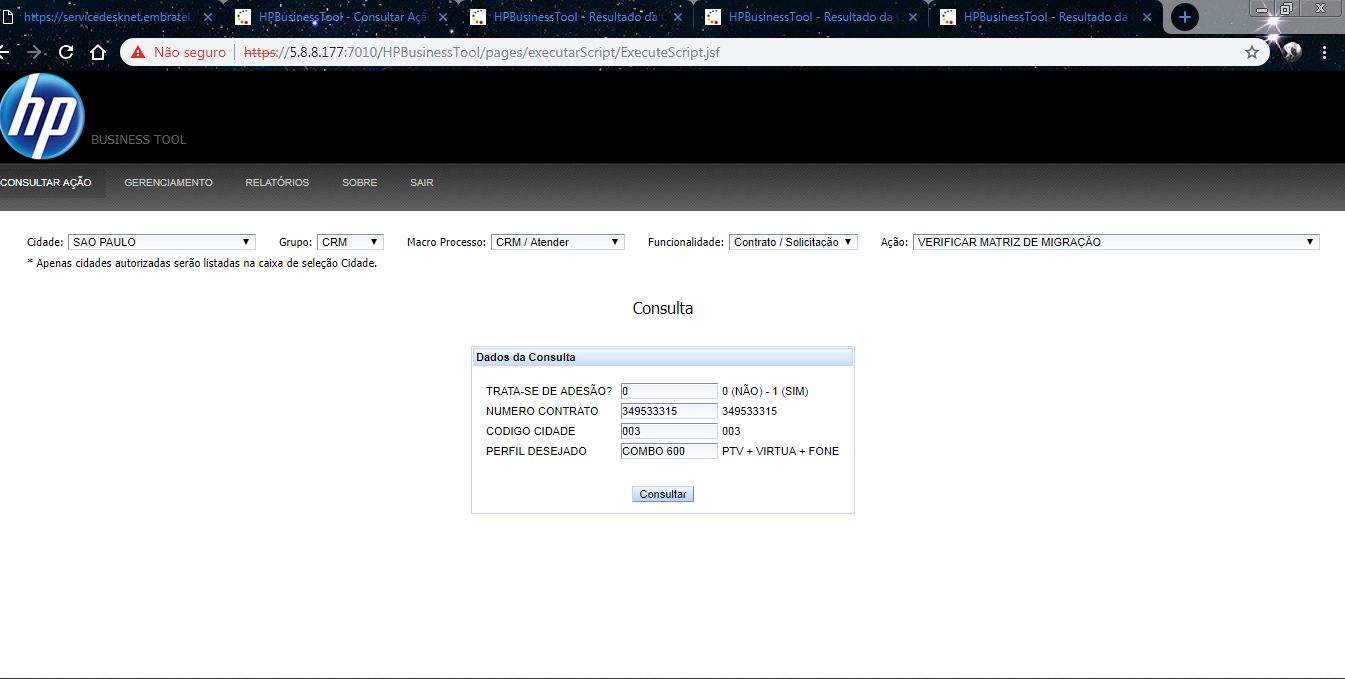 https://servicedesknet.embratel.
HPBusinessTool - Consultar Açã
HPBusinessTool - Resultado da
HPBusinessTool - Resultado da
HPBusinessTool - Resultado da
Não seguro
https://5.8.8.177:7010/HPBusinessTool/pages/executarScript/ExecuteScript.jsf
hp
BUSINESS TOOL
CONSULTAR AÇÃO GERENCIAMENTO RELATÓRIOS SOBRE SAIR
Cidade: SAO PAULO Grupo: CRM Macro Processo: CRM / Atender Funcionalidade: Contrato / Solicitação Ação: VERIFICAR MATRIZ DE MIGRAÇÃO
* Apenas cidades autorizadas serão listadas na caixa de seleção Cidade.
Consulta
Dados da Consulta
TRATA-SE DE ADESÃO? 0 0 (NÃO) - 1 (SIM)
NUMERO CONTRATO 349533315 349533315
CODIGO CIDADE 003 003
PERFIL DESEJADO COMBO 600 PTV + VIRTUA + FONE
Consultar